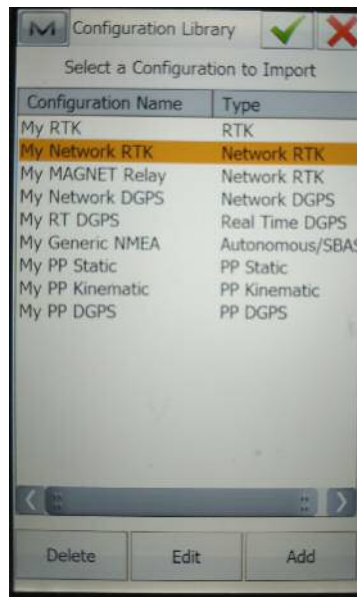 M Configuration Library
Select a Configuration to Import
Configuration Name Type
My RTK RTK
My Network RTK Network RTK
My MAGNET Relay Network RTK
My Network DGPS Network DGPS
My RT DGPS Real Time DGPS
My Generic NMEA Autonomous/SBAS
My PP Static PP Static
My PP Kinematic PP Kinematic
My PP DGPS PP DGPS
Delete Edit Add